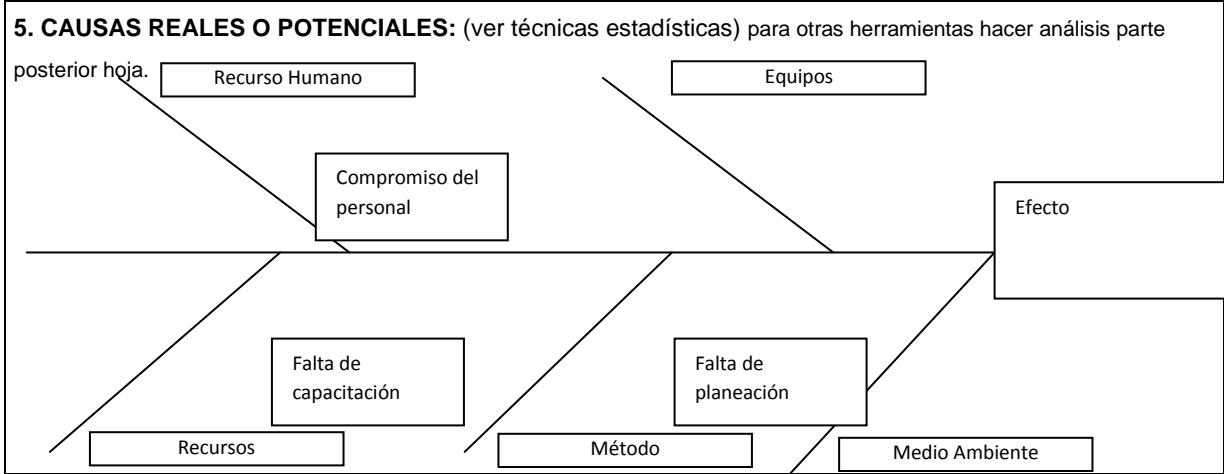 5. CAUSAS REALES O POTENCIALES: (ver técnicas estadísticas) para otras herramientas hacer análisis parte
posterior hoja.
Recurso Humano
Equipos
Compromiso del
personal
Efecto
Falta de
capacitación
Falta de
planeación
Recursos
Método
Medio Ambiente